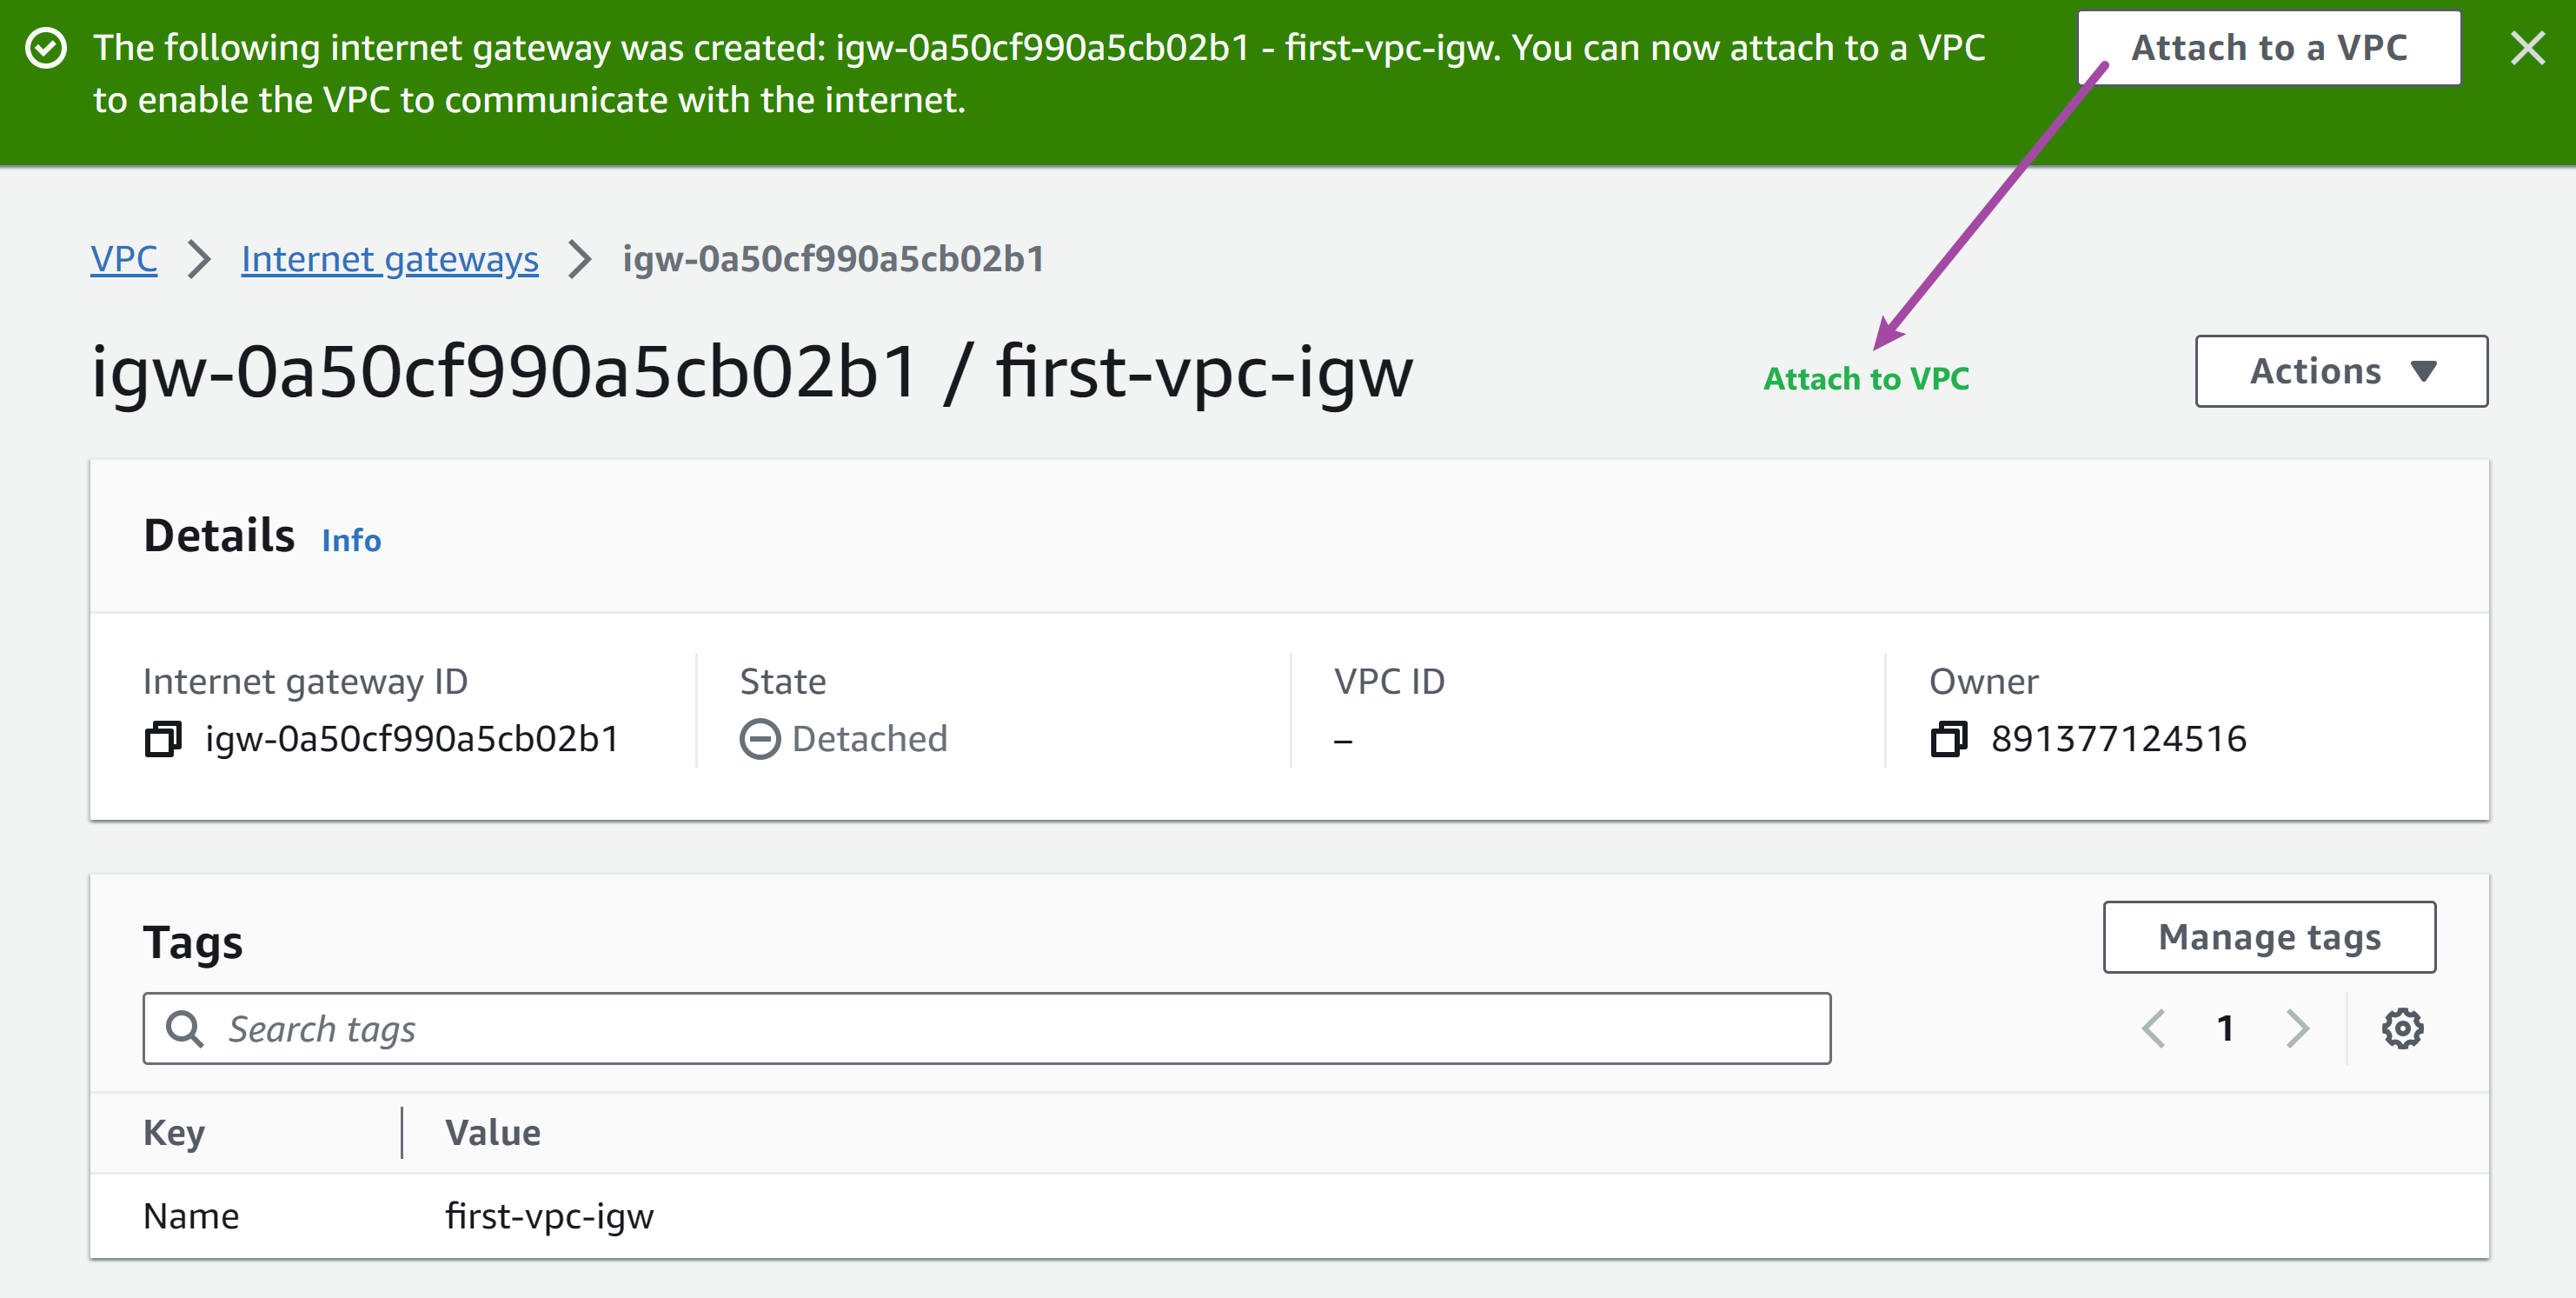 The following internet gateway was created: igw-0a50cf990a5cb02b1 - first-vpc-igw. You can now attach to a VPC
to enable the VPC to communicate with the internet.
Attach to a VPC
VPC
Internet gateways
igw-0a50cf990a5cb02b1
igw-0a50cf990a5cb02b1 / first-vpc-igw
Attach to VPC
Actions
Details Info
Internet gateway ID
igw-0a50cf990a5cb02b1
State
Detached
VPC ID
–
Owner
891377124516
Tags
Manage tags
Search tags
1
Key Value
Name first-vpc-igw